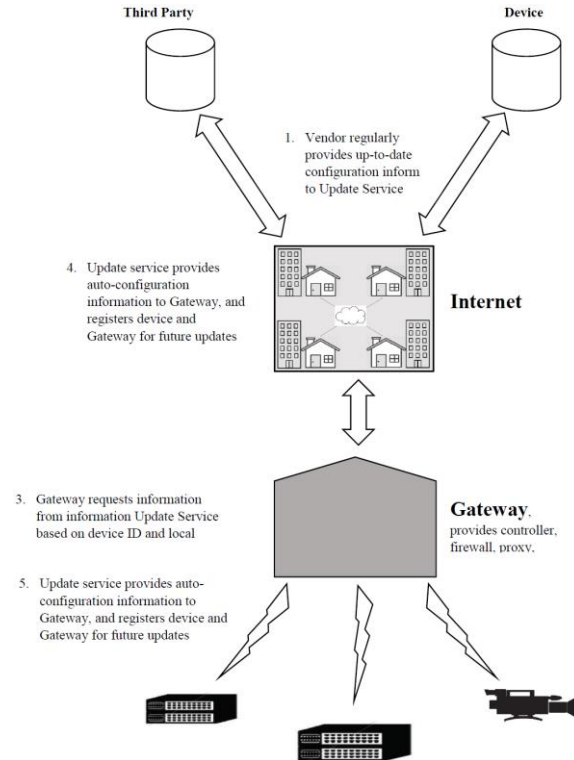 Third Party
Device
1. Vendor regularly
provides up-to-date
configuration inform
to Update Service
4. Update service provides
auto-configuration
information to Gateway, and
registers device and
Gateway for future updates
Internet
3. Gateway requests information
from information Update Service
based on device ID and local
Gateway,
provides controller,
firewall, proxy,
5. Update service provides auto-
configuration information to
Gateway, and registers device and
Gateway for future updates